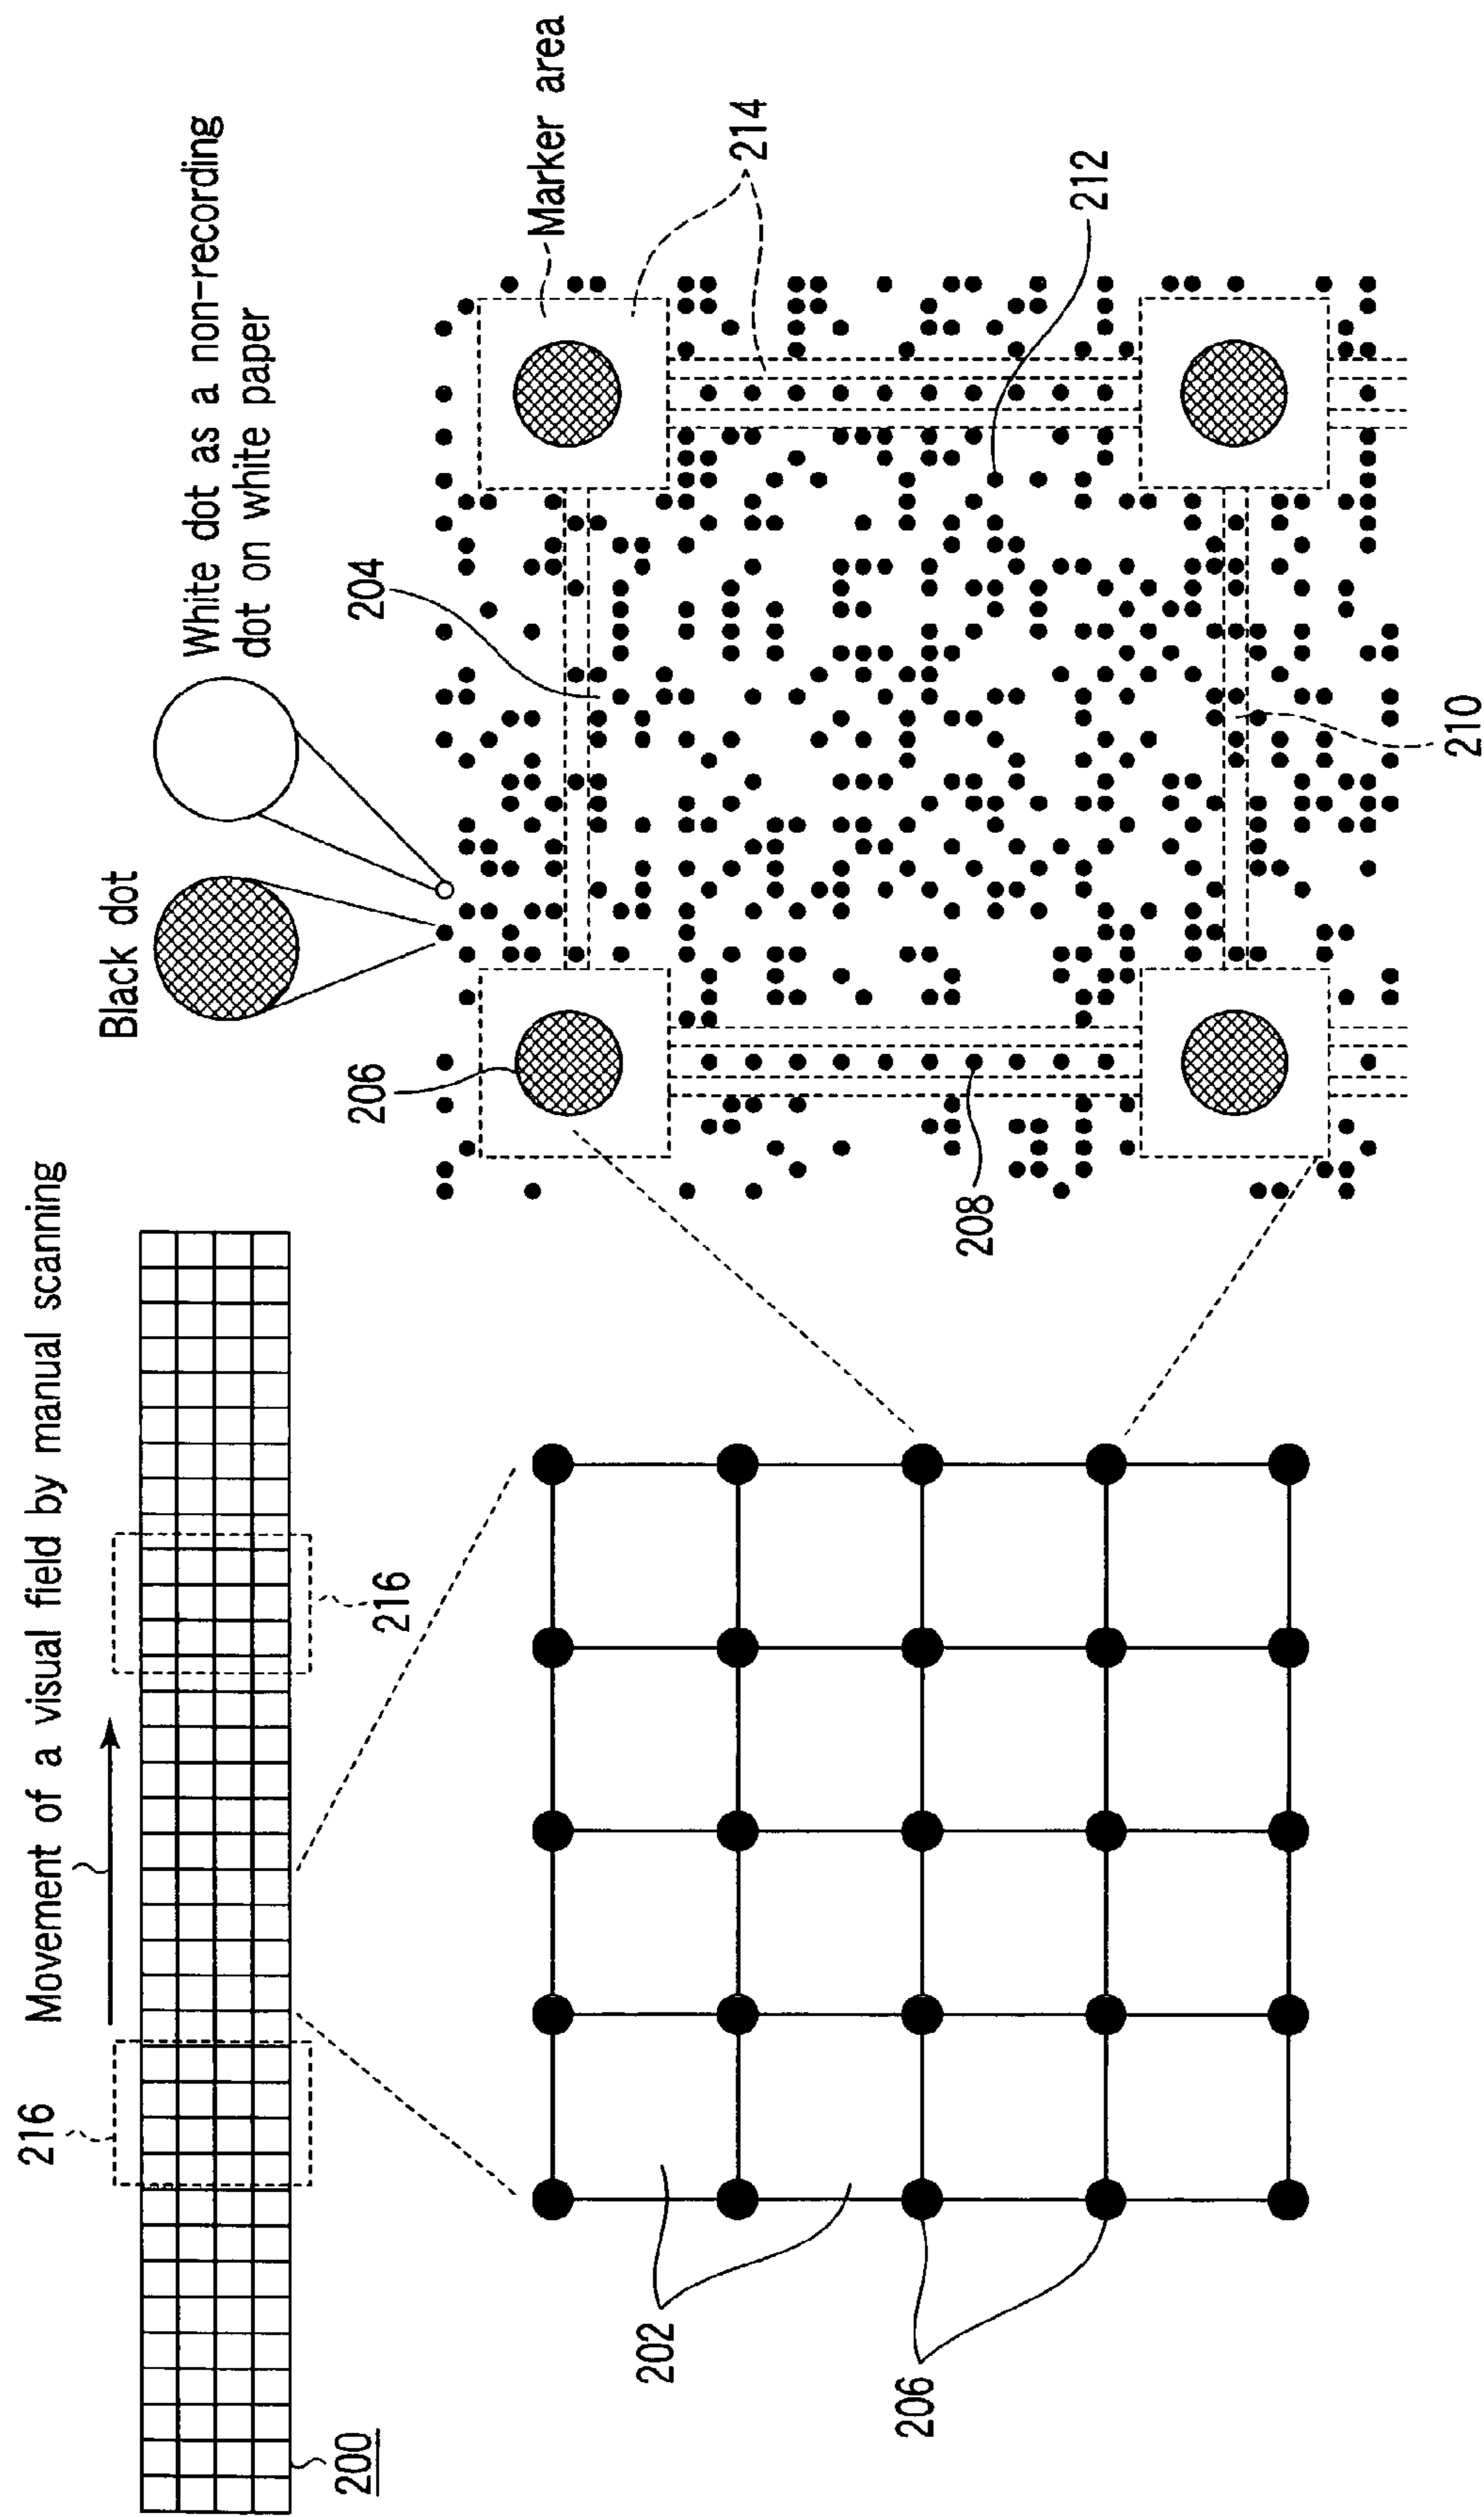 Movement of a visual field by manual scanning
216
216
200
202
206
Black dot
White dot as a non-recording
dot on white paper
206
204
Marker area
214
212
208
210